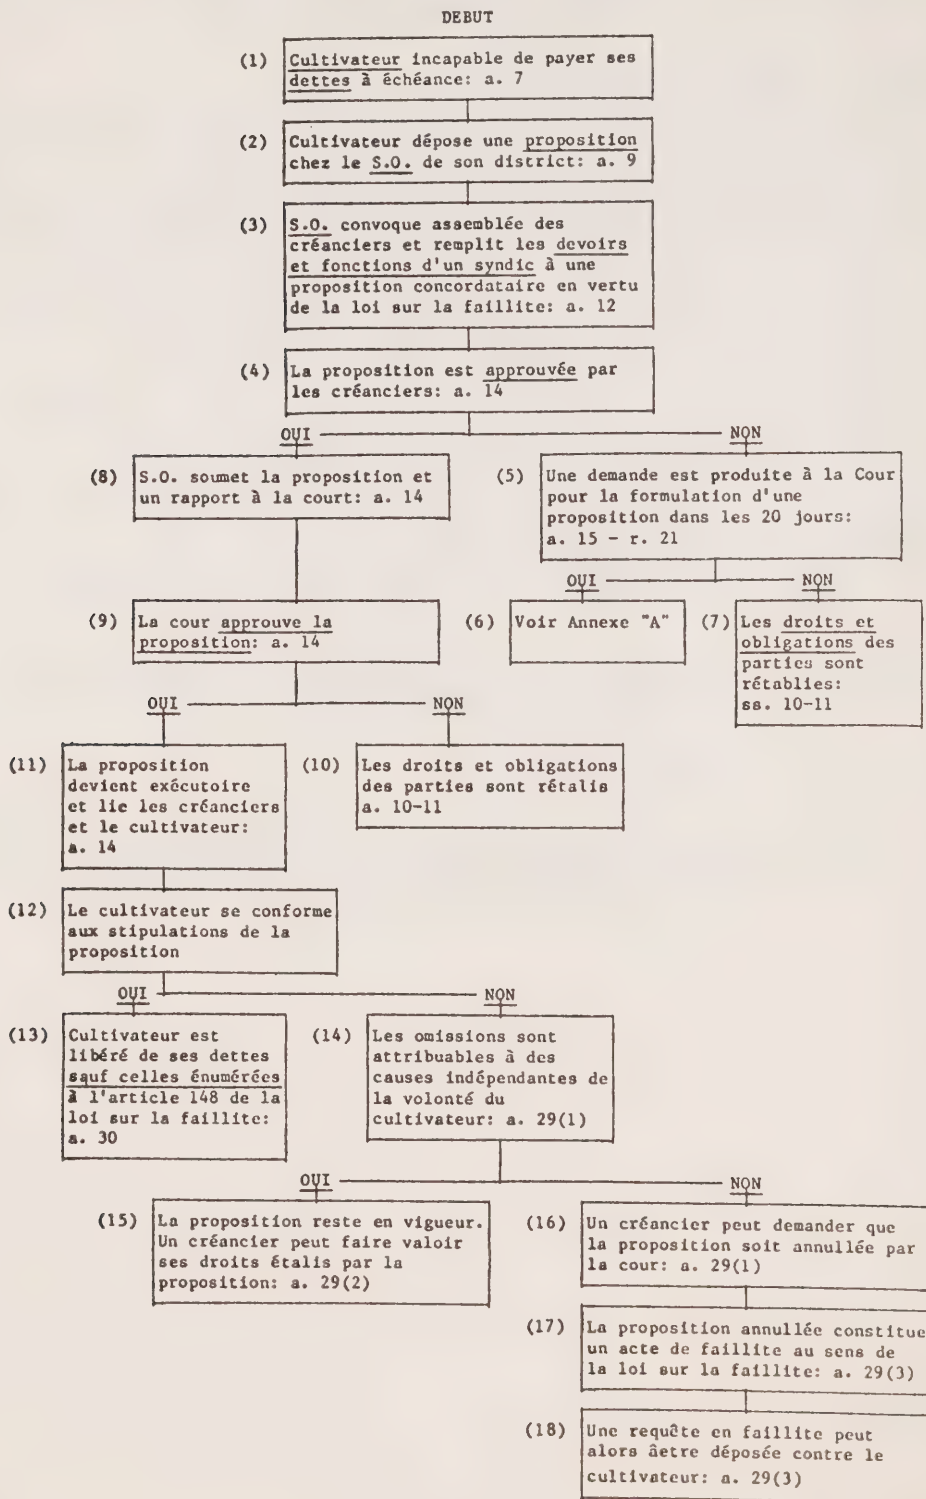 DEBUT
(1) Cultivateur incapable de payer ses
dettes à échéance: a. 7
(2) Cultivateur dépose une proposition
chez le S.O. de son district: a. 9
(3) S.O. convoque assemblée des
créanciers et remplit les devoirs
et fonctions d'un syndic à une
proposition concordataire en vertu
de la loi sur la faillite: a. 12
(4) La proposition est approuvée par
les créanciers: a. 14
OUI NON
(8) S.O. soumet la proposition et
un rapport à la court: a. 14
(5) Une demande est produite à la Cour
pour la formulation d'une
proposition dans les 20 jours:
a. 15 - r. 21
OUI NON
(9) La cour approuve la
proposition: a. 14
(6) Voir Annexe "A"
(7) Les droits et
obligations des
parties sont
rétablies:
ss. 10-11
OUI NON
(11) La proposition
devient exécutoire
et lie les créanciers
et le cultivateur:
a. 14
(10) Les droits et obligations
des parties sont rétalis
a. 10-11
(12) Le cultivateur se conforme
aux stipulations de la
proposition
OUI NON
(13) Cultivateur est
libéré de ses dettes
sauf celles énumérées
à l'article 148 de la
loi sur la faillite:
a. 30
(14) Les omissions sont
attribuables à des
causes indépendantes de
la volonté du
cultivateur: a. 29(1)
OUI NON
(15) La proposition reste en vigueur.
Un créancier peut faire valoir
ses droits étalis par la
proposition: a. 29(2)
(16) Un créancier peut demander que
la proposition soit annullée par
la cour: a. 29(1)
(17) La proposition annullée constitue
un acte de faillite au sens de
la loi sur la faillite: a. 29(3)
(18) Une requête en faillite peut
alors âetre déposée contre le
cultivateur: a. 29(3)